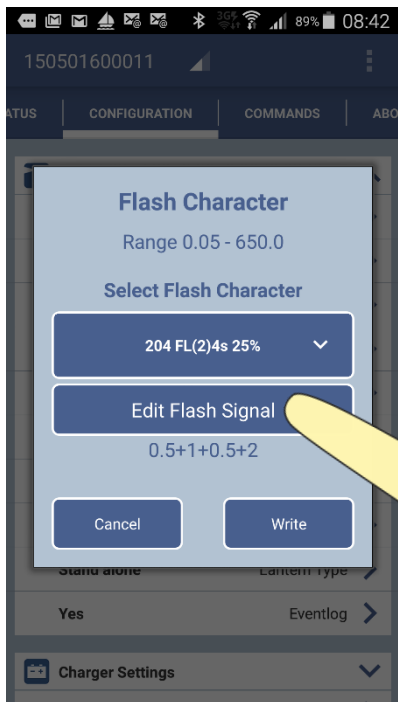 3G 89% 08:42
150501600011
ATUS CONFIGURATION COMMANDS ABO
Flash Character
Range 0.05 - 650.0
Select Flash Character
204 FL(2)4s 25%
Edit Flash Signal
0.5+1+0.5+2
Cancel Write
Stand alone Lantern Type
Yes Eventlog
Charger Settings